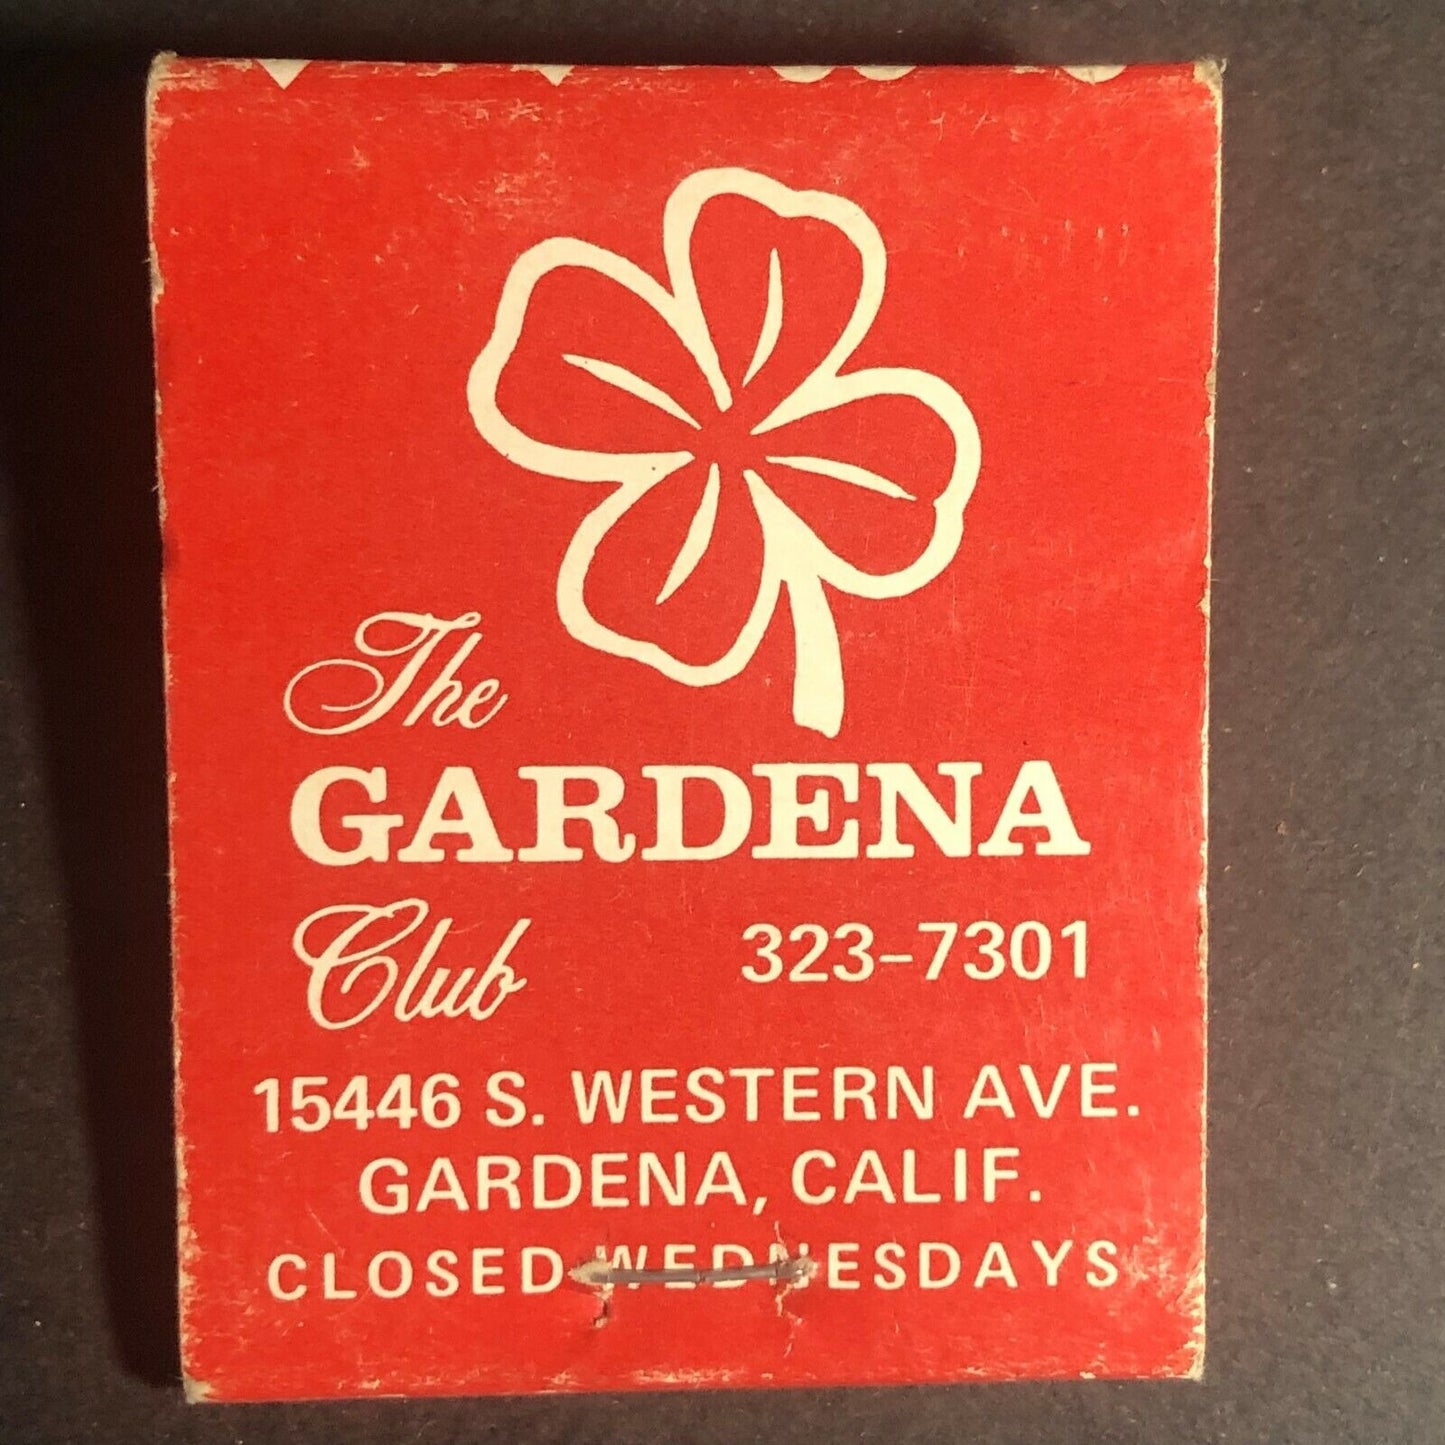 The
GARDENA
Club 323-7301
15446 S. WESTERN AVE.
GARDENA, CALIF.
CLOSED WEDNESDAYS